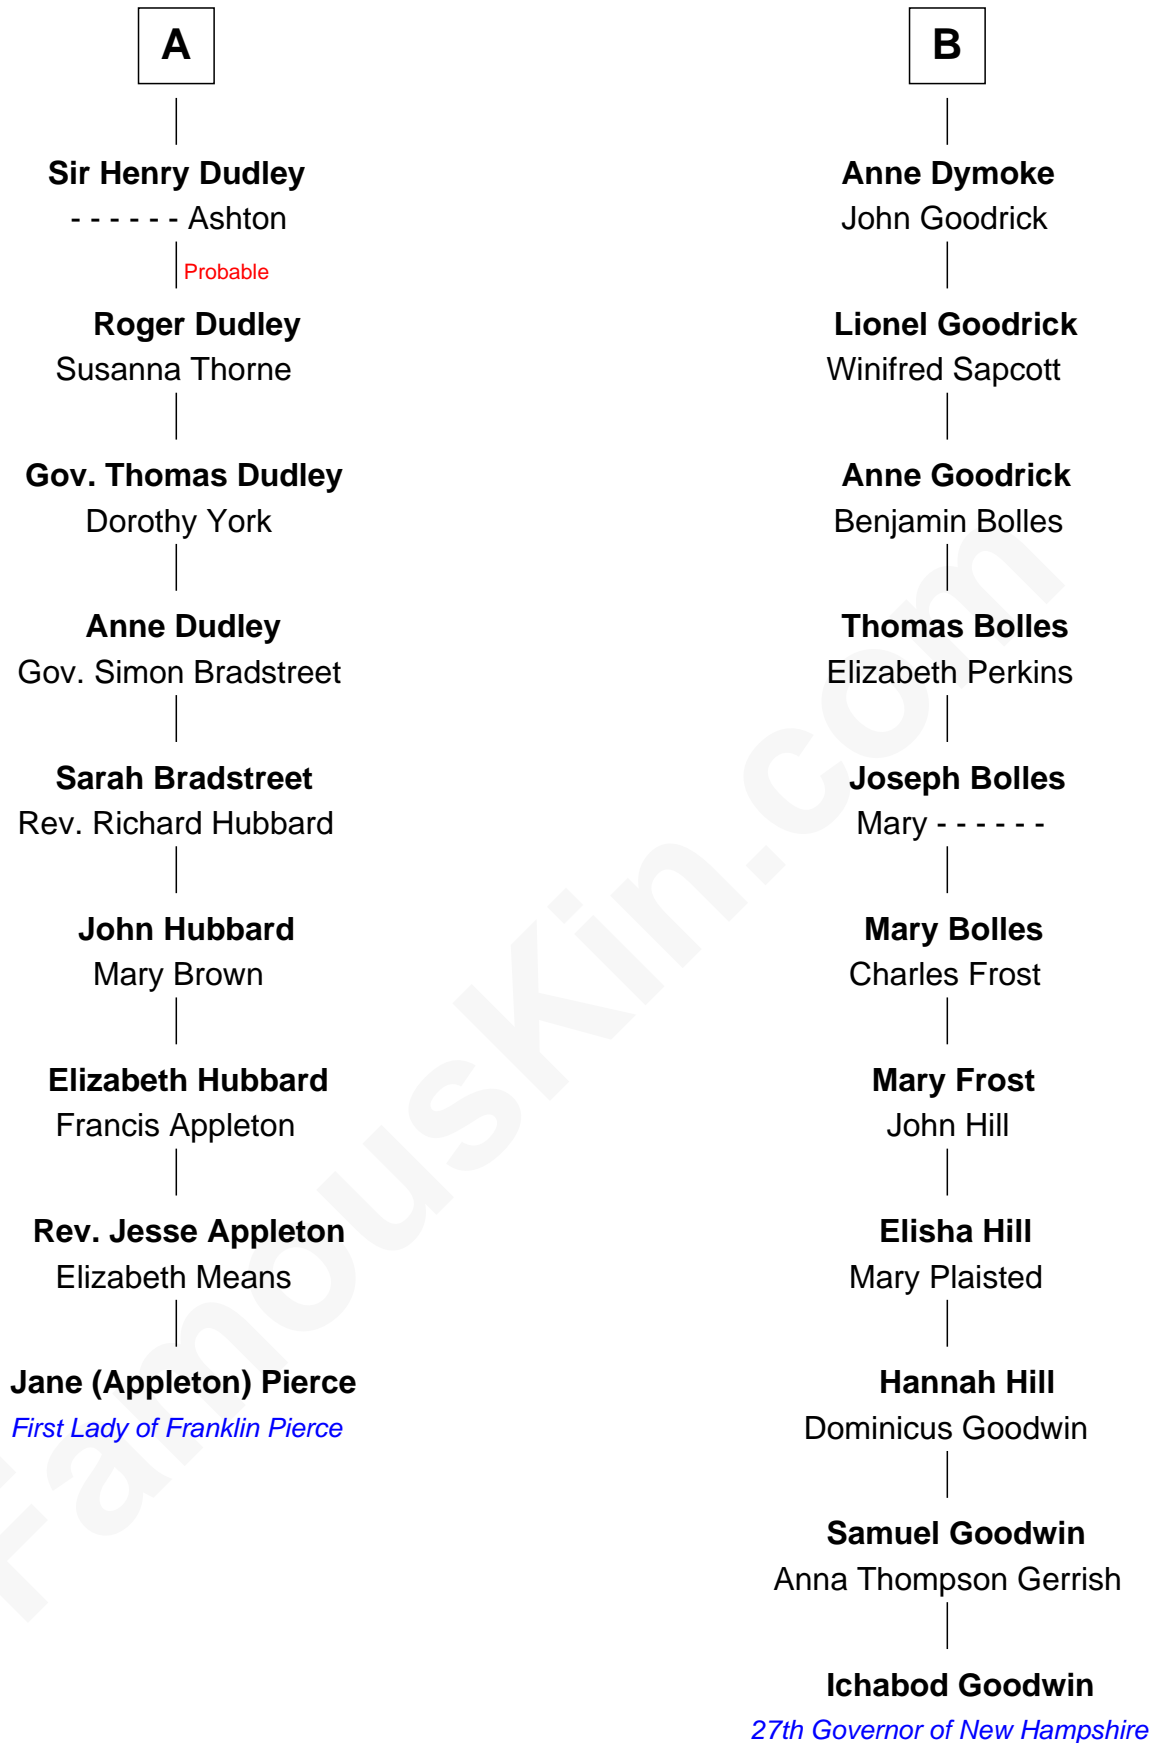 A
Sir Henry Dudley
- - - - - - Ashton
Probable
Roger Dudley
Susanna Thorne
Gov. Thomas Dudley
Dorothy York
Anne Dudley
Gov. Simon Bradstreet
Sarah Bradstreet
Rev. Richard Hubbard
John Hubbard
Mary Brown
Elizabeth Hubbard
Francis Appleton
Rev. Jesse Appleton
Elizabeth Means
Jane (Appleton) Pierce
First Lady of Franklin Pierce
B
Anne Dymoke
John Goodrick
Lionel Goodrick
Winifred Sapcott
Anne Goodrick
Benjamin Bolles
Thomas Bolles
Elizabeth Perkins
Joseph Bolles
Mary - - - - - -
Mary Bolles
Charles Frost
Mary Frost
John Hill
Elisha Hill
Mary Plaisted
Hannah Hill
Dominicus Goodwin
Samuel Goodwin
Anna Thompson Gerrish
Ichabod Goodwin
27th Governor of New Hampshire
FamousKin.com